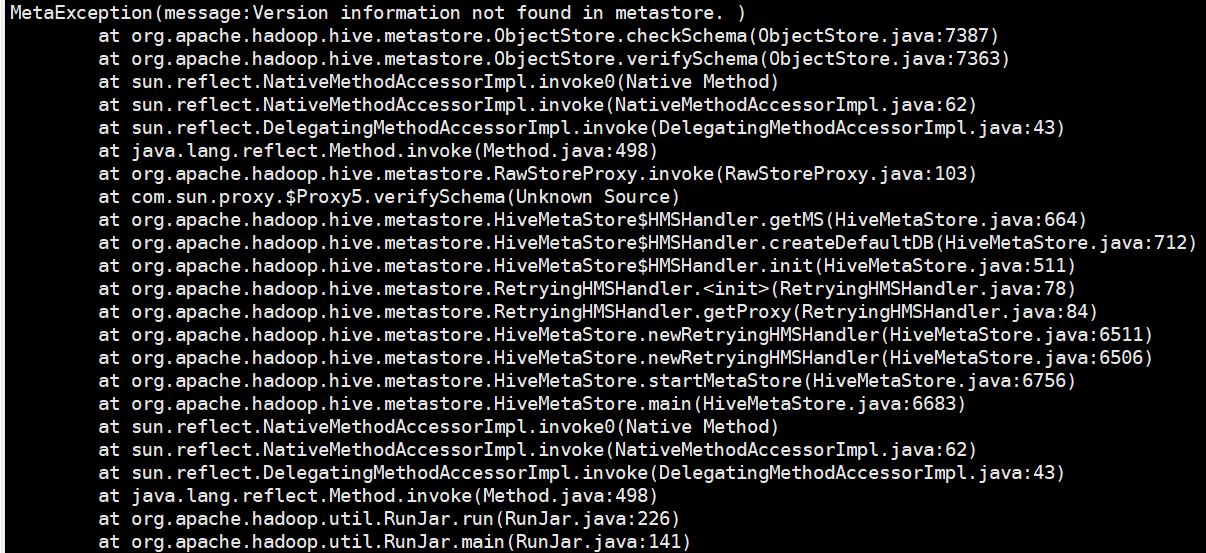 MetaException(message:Version information not found in metastore. )
at org.apache.hadoop.hive.metastore.ObjectStore.checkSchema(ObjectStore.java:7387)
at org.apache.hadoop.hive.metastore.ObjectStore.verifySchema(ObjectStore.java:7363)
at sun.reflect.NativeMethodAccessorImpl.invoke0(Native Method)
at sun.reflect.NativeMethodAccessorImpl.invoke(NativeMethodAccessorImpl.java:62)
at sun.reflect.DelegatingMethodAccessorImpl.invoke(DelegatingMethodAccessorImpl.java:43)
at java.lang.reflect.Method.invoke(Method.java:498)
at org.apache.hadoop.hive.metastore.RawStoreProxy.invoke(RawStoreProxy.java:103)
at com.sun.proxy.$Proxy5.verifySchema(Unknown Source)
at org.apache.hadoop.hive.metastore.HiveMetaStore$HMSHandler.getMS(HiveMetaStore.java:664)
at org.apache.hadoop.hive.metastore.HiveMetaStore$HMSHandler.createDefaultDB(HiveMetaStore.java:712)
at org.apache.hadoop.hive.metastore.HiveMetaStore$HMSHandler.init(HiveMetaStore.java:511)
at org.apache.hadoop.hive.metastore.RetryingHMSHandler.<init>(RetryingHMSHandler.java:78)
at org.apache.hadoop.hive.metastore.RetryingHMSHandler.getProxy(RetryingHMSHandler.java:84)
at org.apache.hadoop.hive.metastore.HiveMetaStore.newRetryingHMSHandler(HiveMetaStore.java:6511)
at org.apache.hadoop.hive.metastore.HiveMetaStore.newRetryingHMSHandler(HiveMetaStore.java:6506)
at org.apache.hadoop.hive.metastore.HiveMetaStore.startMetaStore(HiveMetaStore.java:6756)
at org.apache.hadoop.hive.metastore.HiveMetaStore.main(HiveMetaStore.java:6683)
at sun.reflect.NativeMethodAccessorImpl.invoke0(Native Method)
at sun.reflect.NativeMethodAccessorImpl.invoke(NativeMethodAccessorImpl.java:62)
at sun.reflect.DelegatingMethodAccessorImpl.invoke(DelegatingMethodAccessorImpl.java:43)
at java.lang.reflect.Method.invoke(Method.java:498)
at org.apache.hadoop.util.RunJar.run(RunJar.java:226)
at org.apache.hadoop.util.RunJar.main(RunJar.java:141)